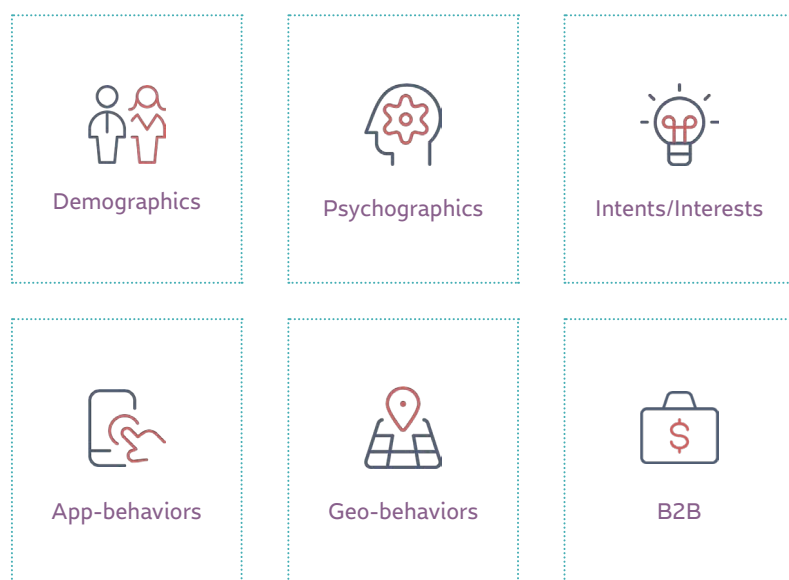 Demographics
Psychographics
Intents/Interests
App-behaviors
Geo-behaviors
$
B2B